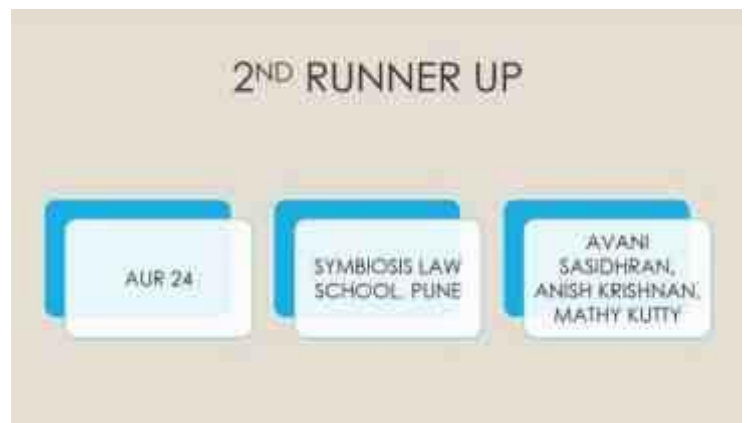 2ND RUNNER UP
AUR 24
SYMBIOSIS LAW
SCHOOL, PUNE
AVANI
SASIDHRAN,
ANISH KRISHNAN,
MATHY KUTTY